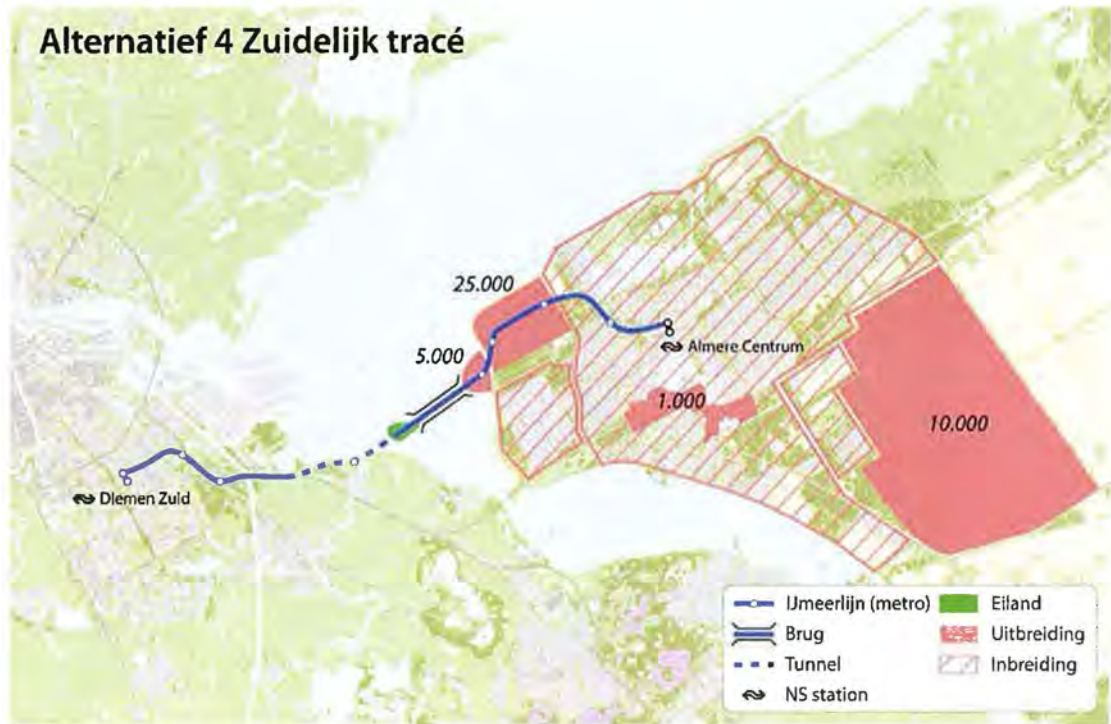 Alternatief 4 Zuidelijk tracé
25.000
5.000
Almere Centrum
1.000
10.000
Diemen Zuid
IJmeerlijn (metro)
Brug
Tunnel
NS station
Eiland
Uitbreiding
Inbreiding